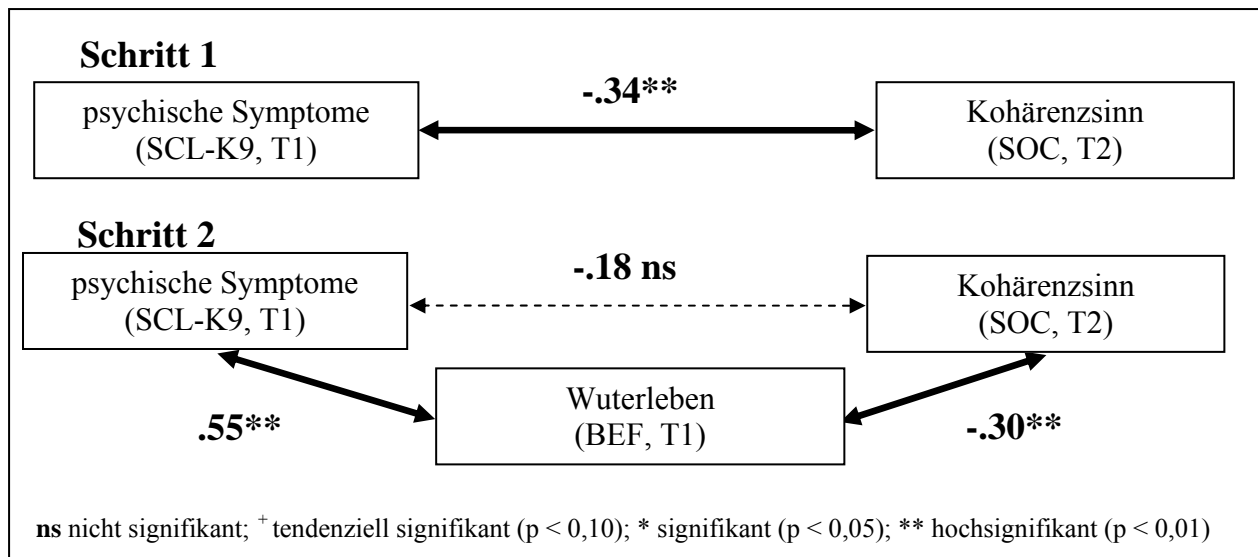 Schritt 1
psychische Symptome
(SCL-K9, T1)
-.34**
Kohärenzsinn
(SOC, T2)
Schritt 2
psychische Symptome
(SCL-K9, T1)
-.18 ns
Kohärenzsinn
(SOC, T2)
.55**
Wuterleben
(BEF, T1)
-.30**
ns nicht signifikant; + tendenziell signifikant (p < 0,10); * signifikant (p < 0,05); ** hochsignifikant (p < 0,01)